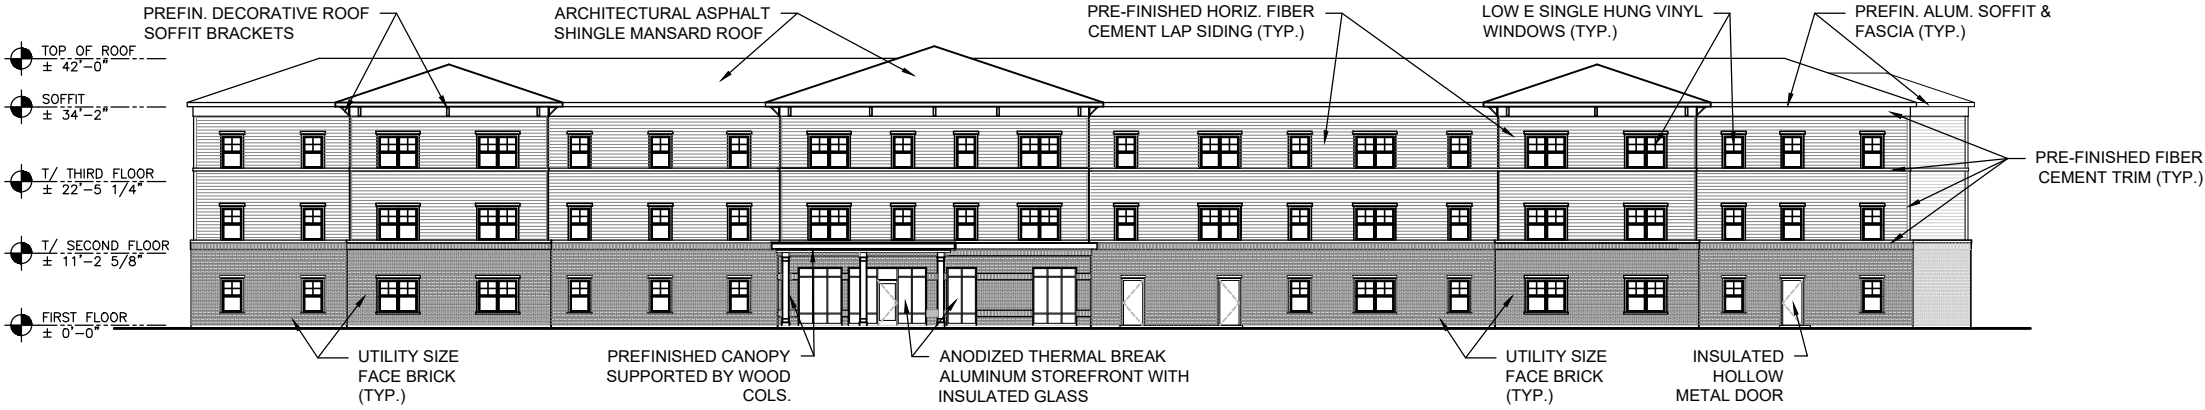 PREFIN. DECORATIVE ROOF
SOFFIT BRACKETS
ARCHITECTURAL ASPHALT
SHINGLE MANSARD ROOF
PRE-FINISHED HORIZ. FIBER
CEMENT LAP SIDING (TYP.)
LOW E SINGLE HUNG VINYL
WINDOWS (TYP.)
PREFIN. ALUM. SOFFIT &
FASCIA (TYP.)
TOP OF ROOF
± 42'-0"
SOFFIT
± 34'-2"
T/ THIRD FLOOR
± 22'-5 1/4"
T/ SECOND FLOOR
± 11'-2 5/8"
FIRST FLOOR
± 0'-0"
PRE-FINISHED FIBER
CEMENT TRIM (TYP.)
UTILITY SIZE
FACE BRICK
(TYP.)
PREFINISHED CANOPY
SUPPORTED BY WOOD
COLS.
ANODIZED THERMAL BREAK
ALUMINUM STOREFRONT WITH
INSULATED GLASS
UTILITY SIZE
FACE BRICK
(TYP.)
INSULATED
HOLLOW
METAL DOOR